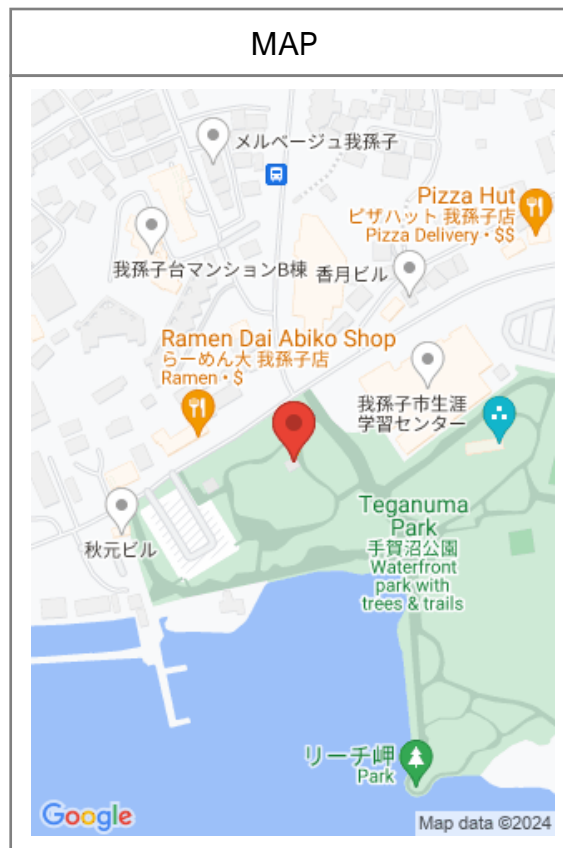 MAP
メルベージュ我孫子
Pizza Hut
ピザハット 我孫子店
Pizza Delivery • $$
我孫子台マンションB棟
香月ビル
Ramen Dai Abiko Shop
らーめん大 我孫子店
Ramen • $
我孫子市生涯
学習センター
Teganuma
Park
手賀沼公園
Waterfront
park with
trees & trails
秋元ビル
リーチ岬
Park
Google
Map data ©2024